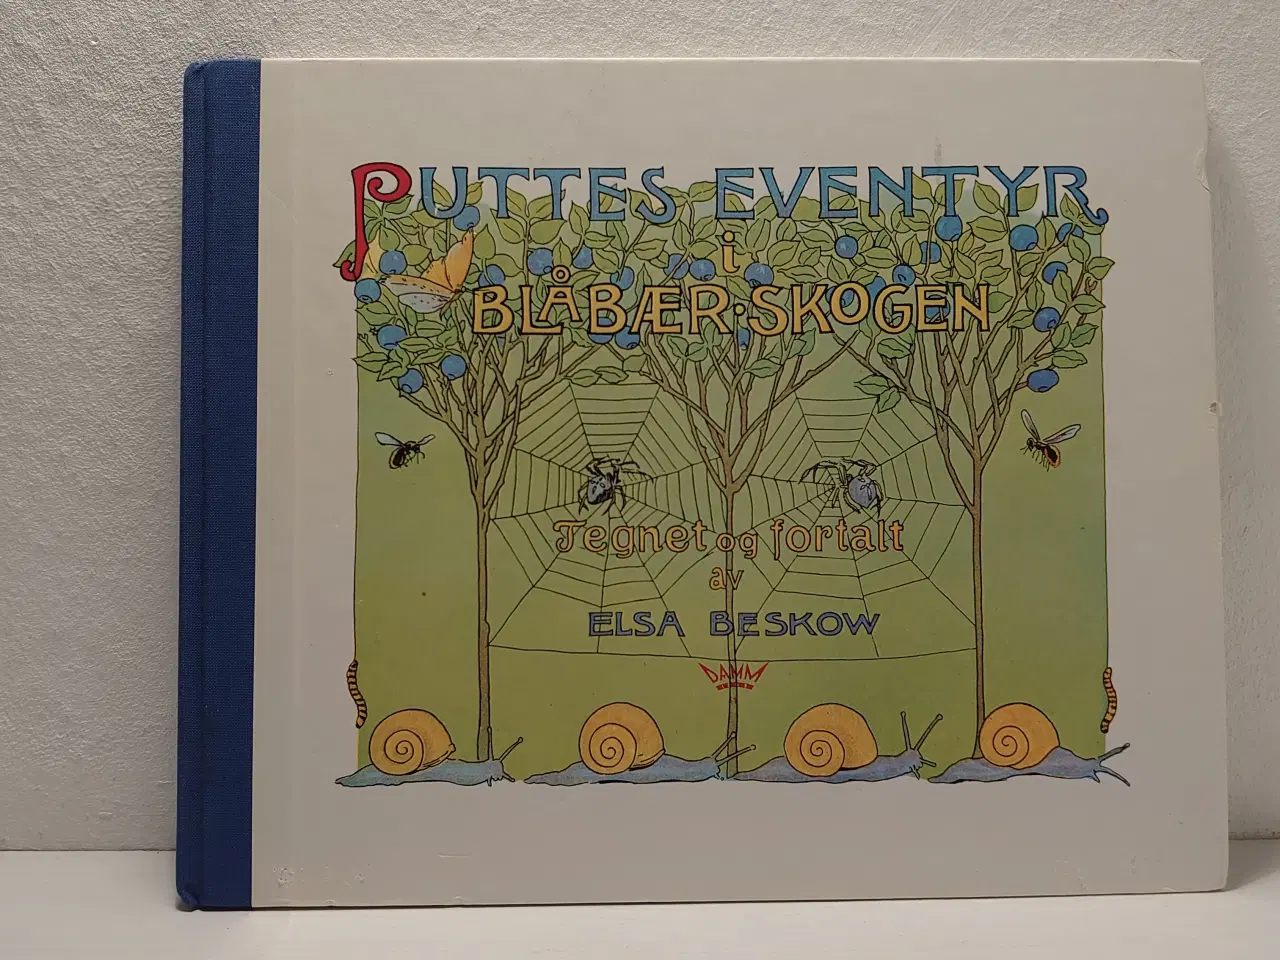 PUTTES EVENTYR
i
BLÅBÆR·SKOGEN
Tegnet og fortalt
av
ELSA BESKOW
DAMM